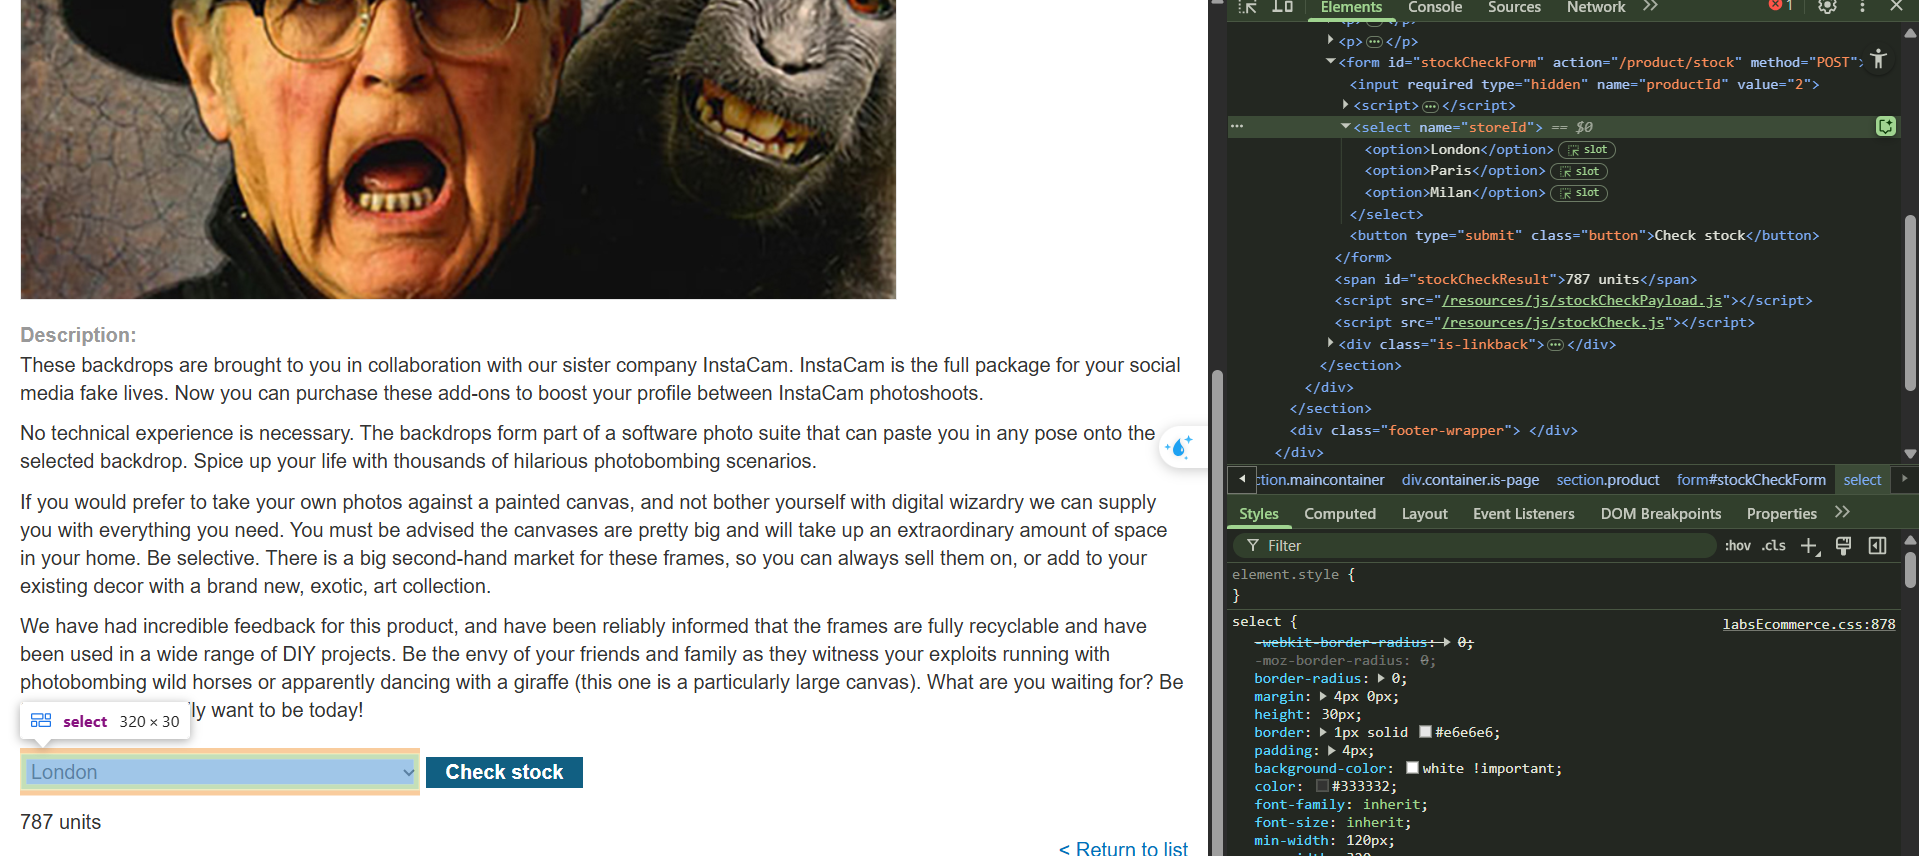 Description:
These backdrops are brought to you in collaboration with our sister company InstaCam. InstaCam is the full package for your social
media fake lives. Now you can purchase these add-ons to boost your profile between InstaCam photoshoots.
No technical experience is necessary. The backdrops form part of a software photo suite that can paste you in any pose onto the
selected backdrop. Spice up your life with thousands of hilarious photobombing scenarios.
If you would prefer to take your own photos against a painted canvas, and not bother yourself with digital wizardry we can supply
you with everything you need. You must be advised the canvases are pretty big and will take up an extraordinary amount of space
in your home. Be selective. There is a big second-hand market for these frames, so you can always sell them on, or add to your
existing decor with a brand new, exotic, art collection.
We have had incredible feedback for this product, and have been reliably informed that the frames are fully recyclable and have
been used in a wide range of DIY projects. Be the envy of your friends and family as they witness your exploits running with
photobombing wild horses or apparently dancing with a giraffe (this one is a particularly large canvas). What are you waiting for? Be
want to be today!
select 320 × 30
London
Check stock
787 units
< Return to list
Elements Console Sources Network 1
<p> </p>
<p> </p>
<form id="stockCheckForm" action="/product/stock" method="POST">
<input required type="hidden" name="productId" value="2">
<script> </script>
<select name="storeId"> == $0
<option>London</option> slot
<option>Paris</option> slot
<option>Milan</option> slot
</select>
<button type="submit" class="button">Check stock</button>
</form>
<span id="stockCheckResult">787 units</span>
<script src="/resources/js/stockCheckPayload.js"></script>
<script src="/resources/js/stockCheck.js"></script>
<div class="is-linkback"> </div>
</section>
</div>
</section>
<div class="footer-wrapper"> </div>
</div>
ction.maincontainer div.container.is-page section.product form#stockCheckForm select
Styles Computed Layout Event Listeners DOM Breakpoints Properties
Filter :hov .cls
element.style {
}
select { labsEcommerce.css:878
-webkit-border-radius: 0;
-moz-border-radius: 0;
border-radius: 0;
margin: 4px 0px;
height: 30px;
border: 1px solid #e6e6e6;
padding: 4px;
background-color: white !important;
color: #333332;
font-family: inherit;
font-size: inherit;
min-width: 120px;